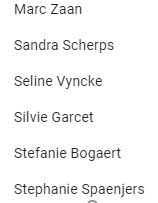 Marc Zaan
Sandra Scherps
Seline Vyncke
Silvie Garcet
Stefanie Bogaert
Stephanie Spaenjers